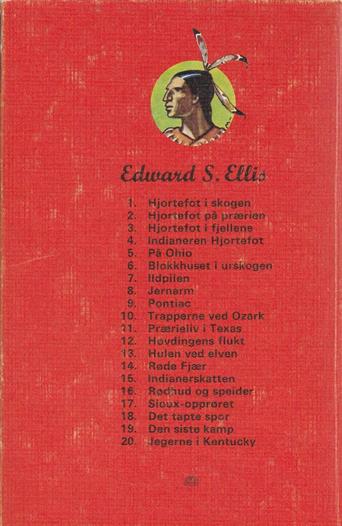 Edward S. Ellis
1. Hjortefot i skogen
2. Hjortefot på prærien
3. Hjortefot i fjellene
4. Indianeren Hjortefot
5. På Ohio
6. Blokkhuset i urskogen
7. Ildpilen
8. Jernarm
9. Pontiac
10. Trapperne ved Ozark
11. Prærieliv i Texas
12. Høvdingens flukt
13. Hulen ved elven
14. Røde Fjær
15. Indianerskatten
16. Rødhud og speider
17. Sioux-opprøret
18. Det tapte spor
19. Den siste kamp
20. Jegerne i Kentucky